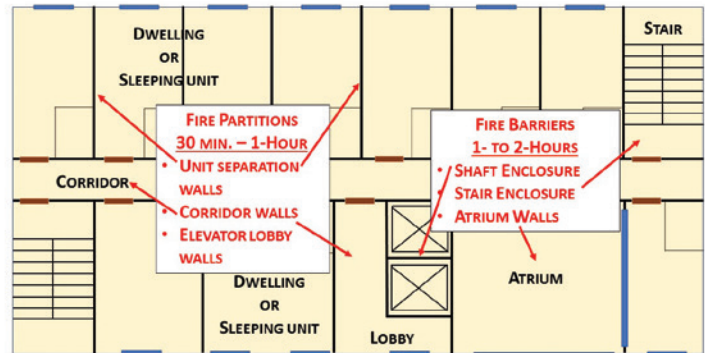 DWELLING
OR
SLEEPING UNIT
STAIR
FIRE PARTITIONS
30 MIN. – 1-HOUR
• UNIT SEPARATION
WALLS
• CORRIDOR WALLS
• ELEVATOR LOBBY
WALLS
FIRE BARRIERS
1- TO 2-HOURS
• SHAFT ENCLOSURE
• STAIR ENCLOSURE
• ATRIUM WALLS
CORRIDOR
DWELLING
OR
SLEEPING UNIT
LOBBY
ATRIUM